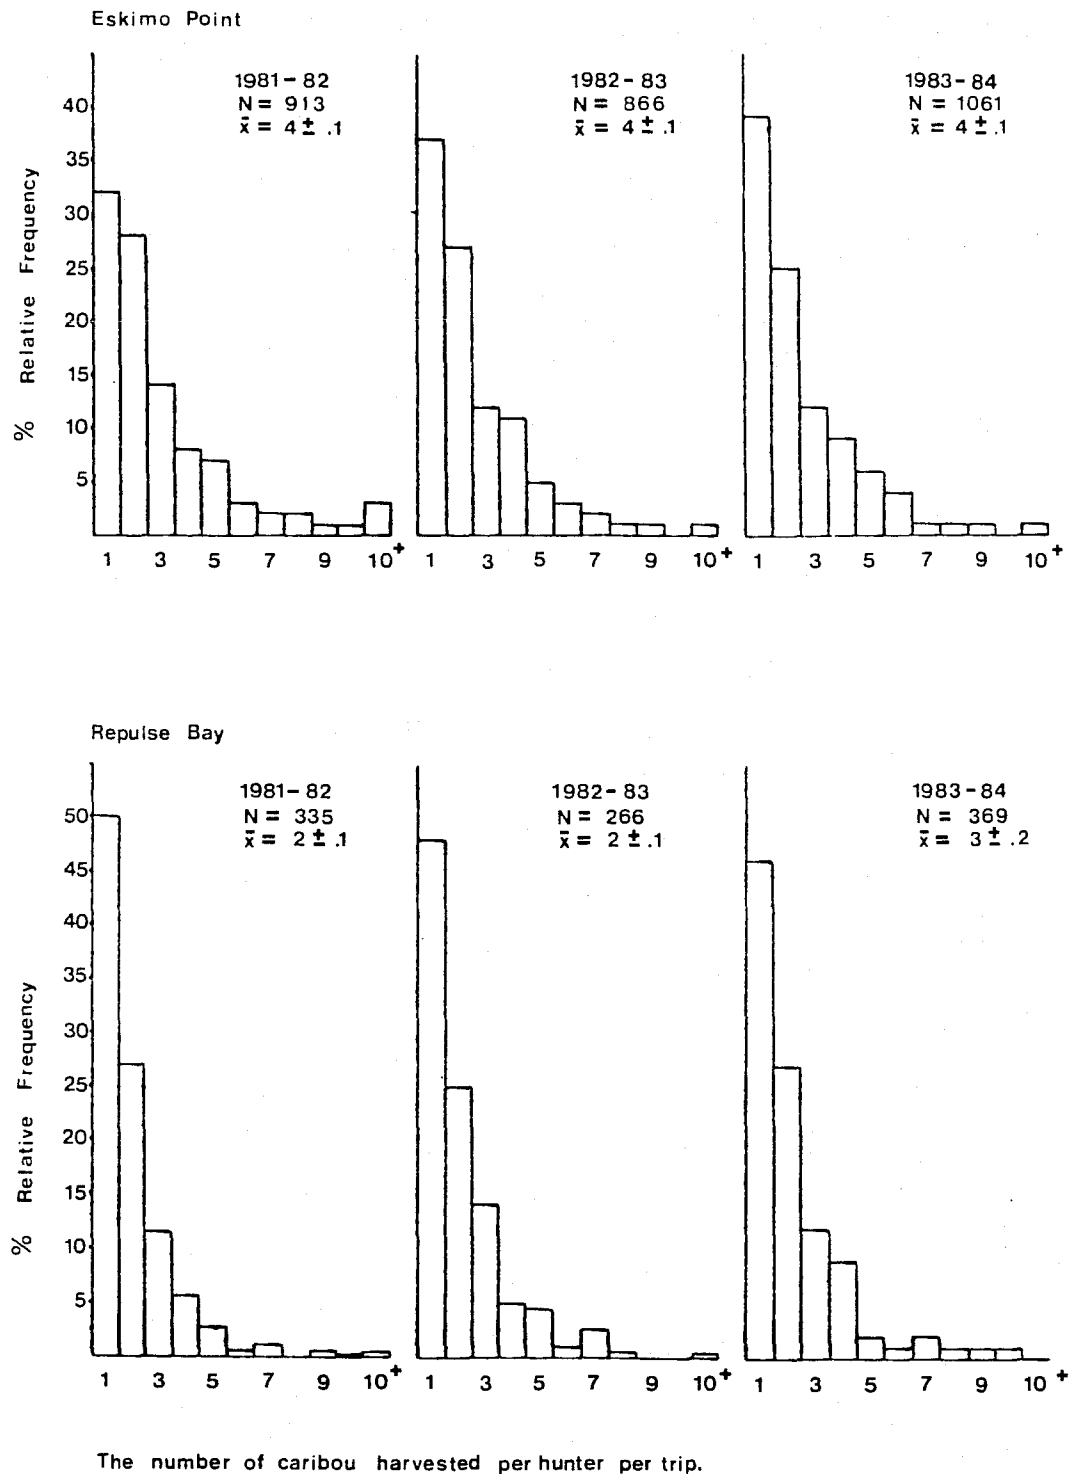 Eskimo Point
1981-82
N = 913
x̄ = 4 ± .1
1982-83
N = 866
x̄ = 4 ± .1
1983-84
N = 1061
x̄ = 4 ± .1
% Relative Frequency
40
35
30
25
20
15
10
5
1 3 5 7 9 10+
1 3 5 7 9 10+
1 3 5 7 9 10+
Repulse Bay
1981-82
N = 335
x̄ = 2 ± .1
1982-83
N = 266
x̄ = 2 ± .1
1983-84
N = 369
x̄ = 3 ± .2
% Relative Frequency
50
45
40
35
30
25
20
15
10
5
1 3 5 7 9 10+
1 3 5 7 9 10+
1 3 5 7 9 10+
The number of caribou harvested per hunter per trip.